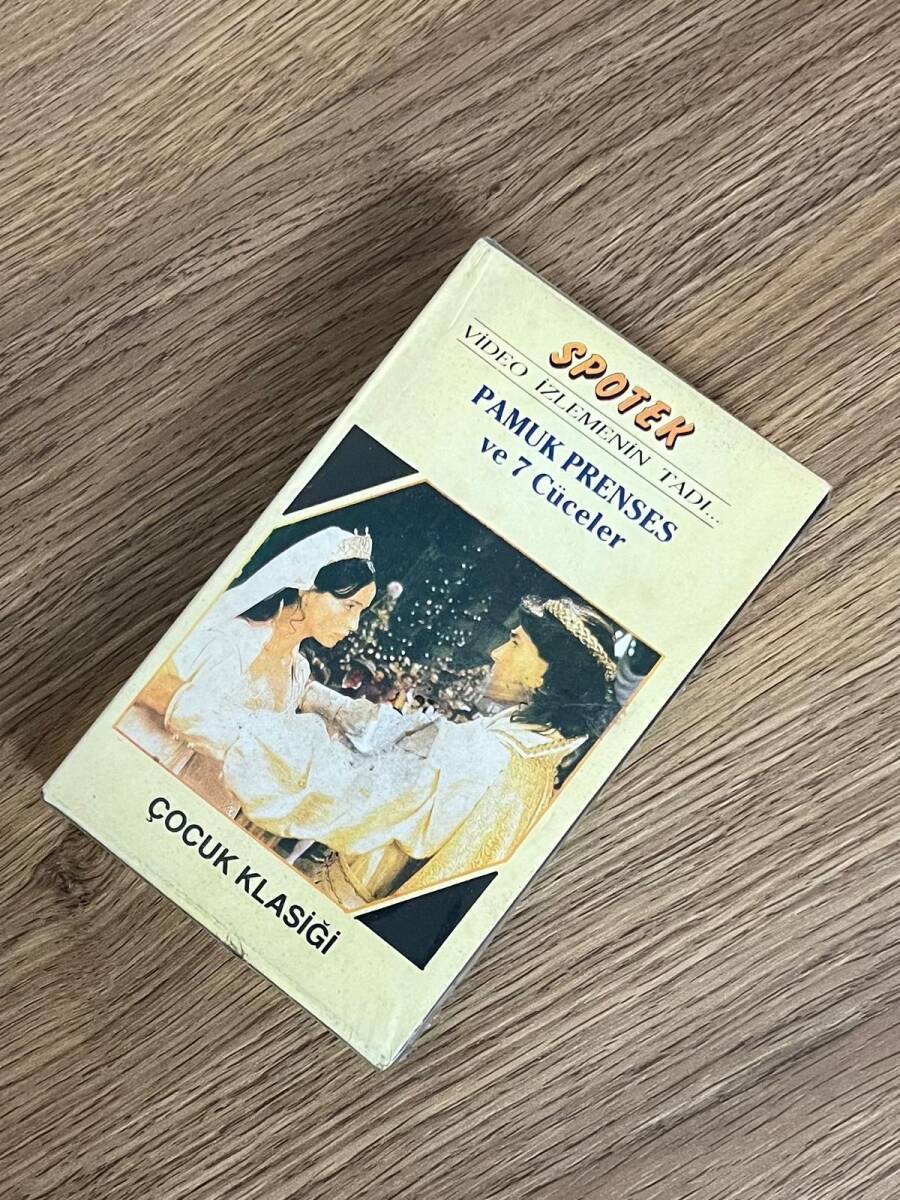 SPOTEK
VİDEO İZLEMENİN TADI...
PAMUK PRENSES
ve 7 Cüceler
ÇOCUK KLASİĞİ